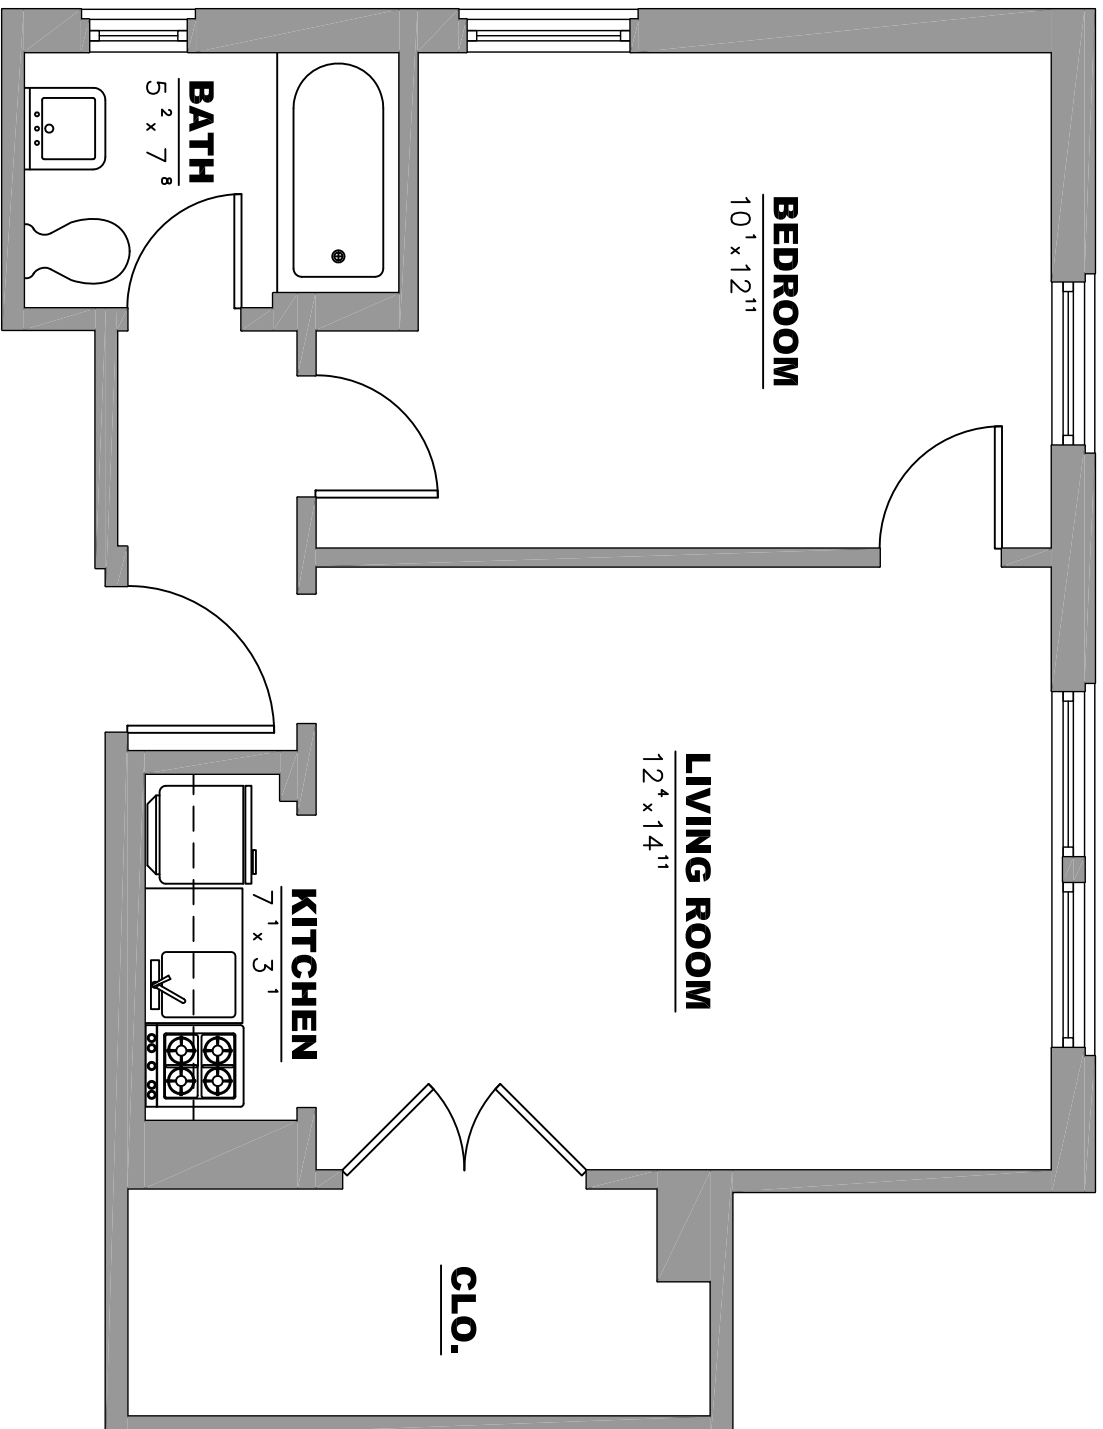 BATH
5 2 x 7 8
BEDROOM
10 1 x 12 11
LIVING ROOM
12 4 x 14 11
KITCHEN
7 1 x 3 1
CLO.